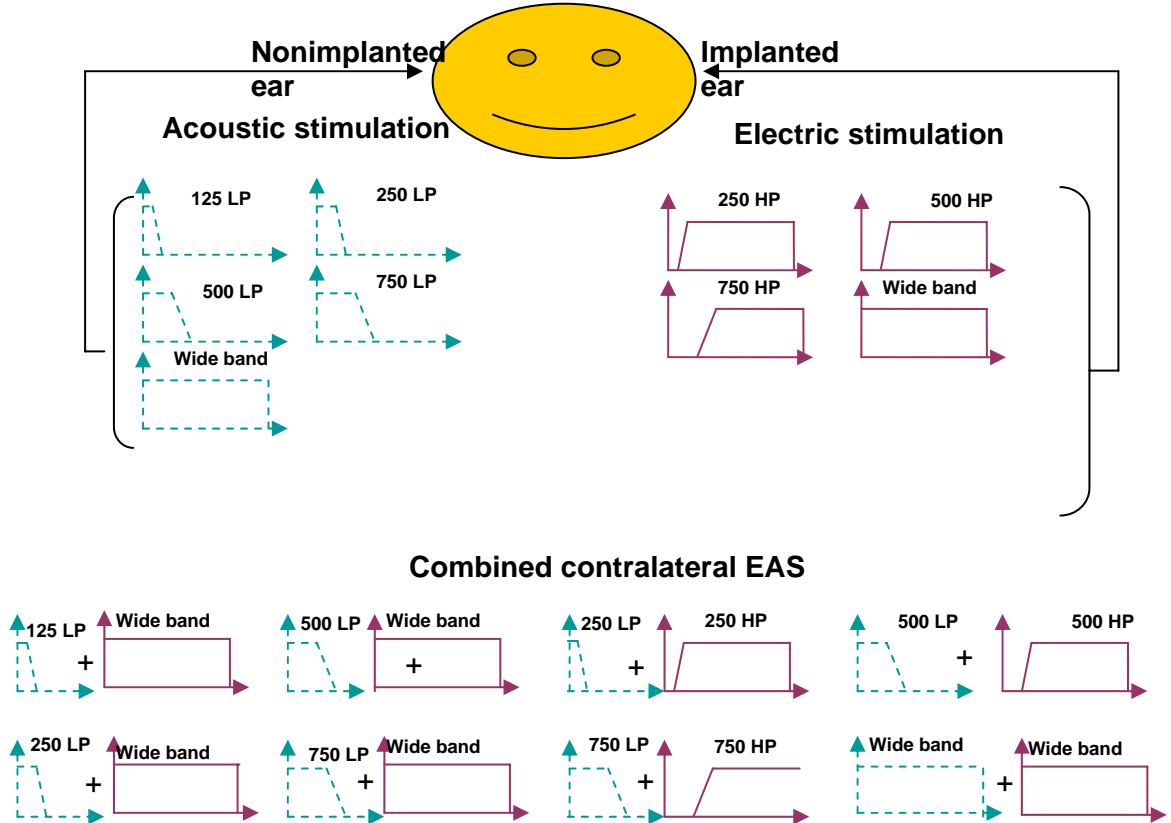 Nonimplanted
ear
Implanted
ear
Acoustic stimulation
Electric stimulation
125 LP
250 LP
500 LP
750 LP
Wide band
250 HP
500 HP
750 HP
Wide band
Combined contralateral EAS
125 LP
+
Wide band
500 LP
+
Wide band
250 LP
+
250 HP
500 LP
+
500 HP
250 LP
+
Wide band
750 LP
+
Wide band
750 LP
+
750 HP
Wide band
+
Wide band